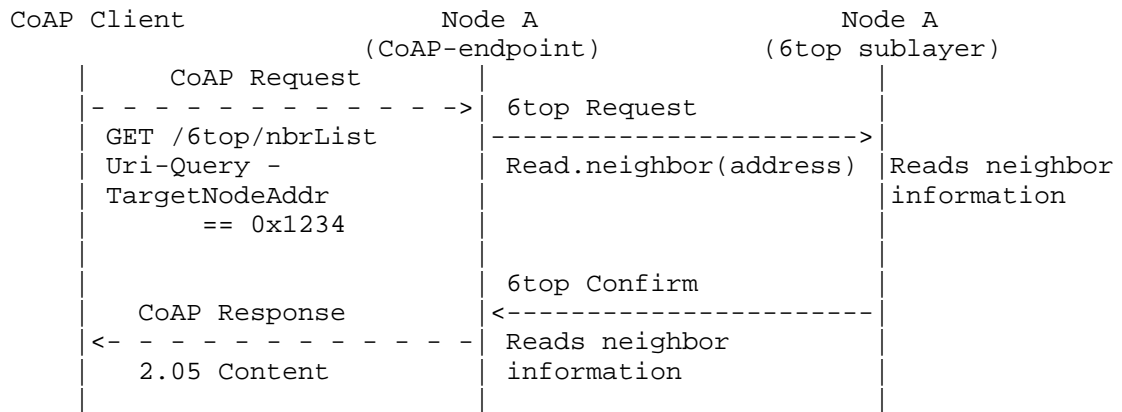 CoAP Client Node A Node A
(CoAP-endpoint) (6top sublayer)
CoAP Request
|- - - - - - - - - - - ->| 6top Request
GET /6top/nbrList |----------------------->|
Uri-Query - Read.neighbor(address) Reads neighbor
TargetNodeAddr information
== 0x1234
6top Confirm
CoAP Response |<-----------------------|
|<- - - - - - - - - - - -| Reads neighbor
2.05 Content information